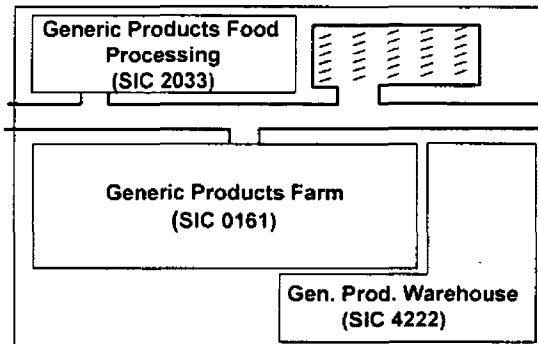 Generic Products Food
Processing
(SIC 2033)
Generic Products Farm
(SIC 0161)
Gen. Prod. Warehouse
(SIC 4222)